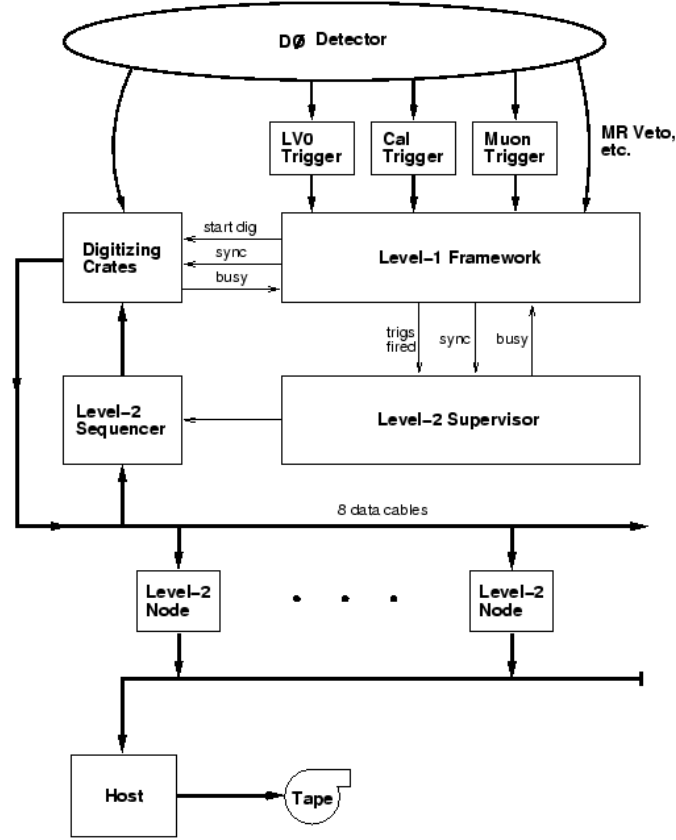 DØ Detector
LV0
Trigger
Cal
Trigger
Muon
Trigger
MR Veto,
etc.
Digitizing
Crates
start dig
sync
busy
Level-1 Framework
trigs
fired
sync
busy
Level-2
Sequencer
Level-2 Supervisor
8 data cables
Level-2
Node
Level-2
Node
Host
Tape